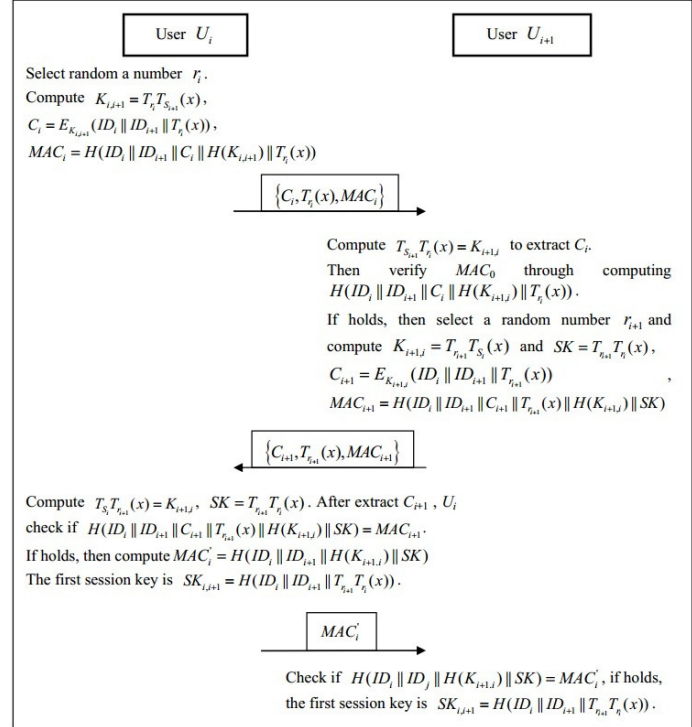 User U_i
User U_{i+1}
Select random a number r_i.
Compute K_{i,i+1} = T_{r_i} T_{S_{i+1}}(x),
C_i = E_{K_{i,i+1}}(ID_i || ID_{i+1} || T_{r_i}(x)),
MAC_i = H(ID_i || ID_{i+1} || C_i || H(K_{i,i+1}) || T_{r_i}(x))
{C_i, T_{r_i}(x), MAC_i}
Compute T_{S_{i+1}} T_{r_i}(x) = K_{i+1,i} to extract C_i.
Then verify MAC_0 through computing
H(ID_i || ID_{i+1} || C_i || H(K_{i+1,i}) || T_{r_i}(x)).
If holds, then select a random number r_{i+1} and
compute K_{i+1,i} = T_{r_{i+1}} T_{S_i}(x) and SK = T_{r_{i+1}} T_{r_i}(x),
C_{i+1} = E_{K_{i+1,i}}(ID_i || ID_{i+1} || T_{r_{i+1}}(x)) ,
MAC_{i+1} = H(ID_i || ID_{i+1} || C_{i+1} || T_{r_{i+1}}(x) || H(K_{i+1,i}) || SK)
{C_{i+1}, T_{r_{i+1}}(x), MAC_{i+1}}
Compute T_{S_i} T_{r_{i+1}}(x) = K_{i+1,i}, SK = T_{r_{i+1}} T_{r_i}(x). After extract C_{i+1}, U_i
check if H(ID_i || ID_{i+1} || C_{i+1} || T_{r_{i+1}}(x) || H(K_{i+1,i}) || SK) = MAC_{i+1}.
If holds, then compute MAC_i' = H(ID_i || ID_{i+1} || H(K_{i+1,i}) || SK)
The first session key is SK_{i,i+1} = H(ID_i || ID_{i+1} || T_{r_{i+1}} T_{r_i}(x)).
MAC_i'
Check if H(ID_i || ID_j || H(K_{i+1,i}) || SK) = MAC_i', if holds,
the first session key is SK_{i,i+1} = H(ID_i || ID_{i+1} || T_{r_{i+1}} T_{r_i}(x)).